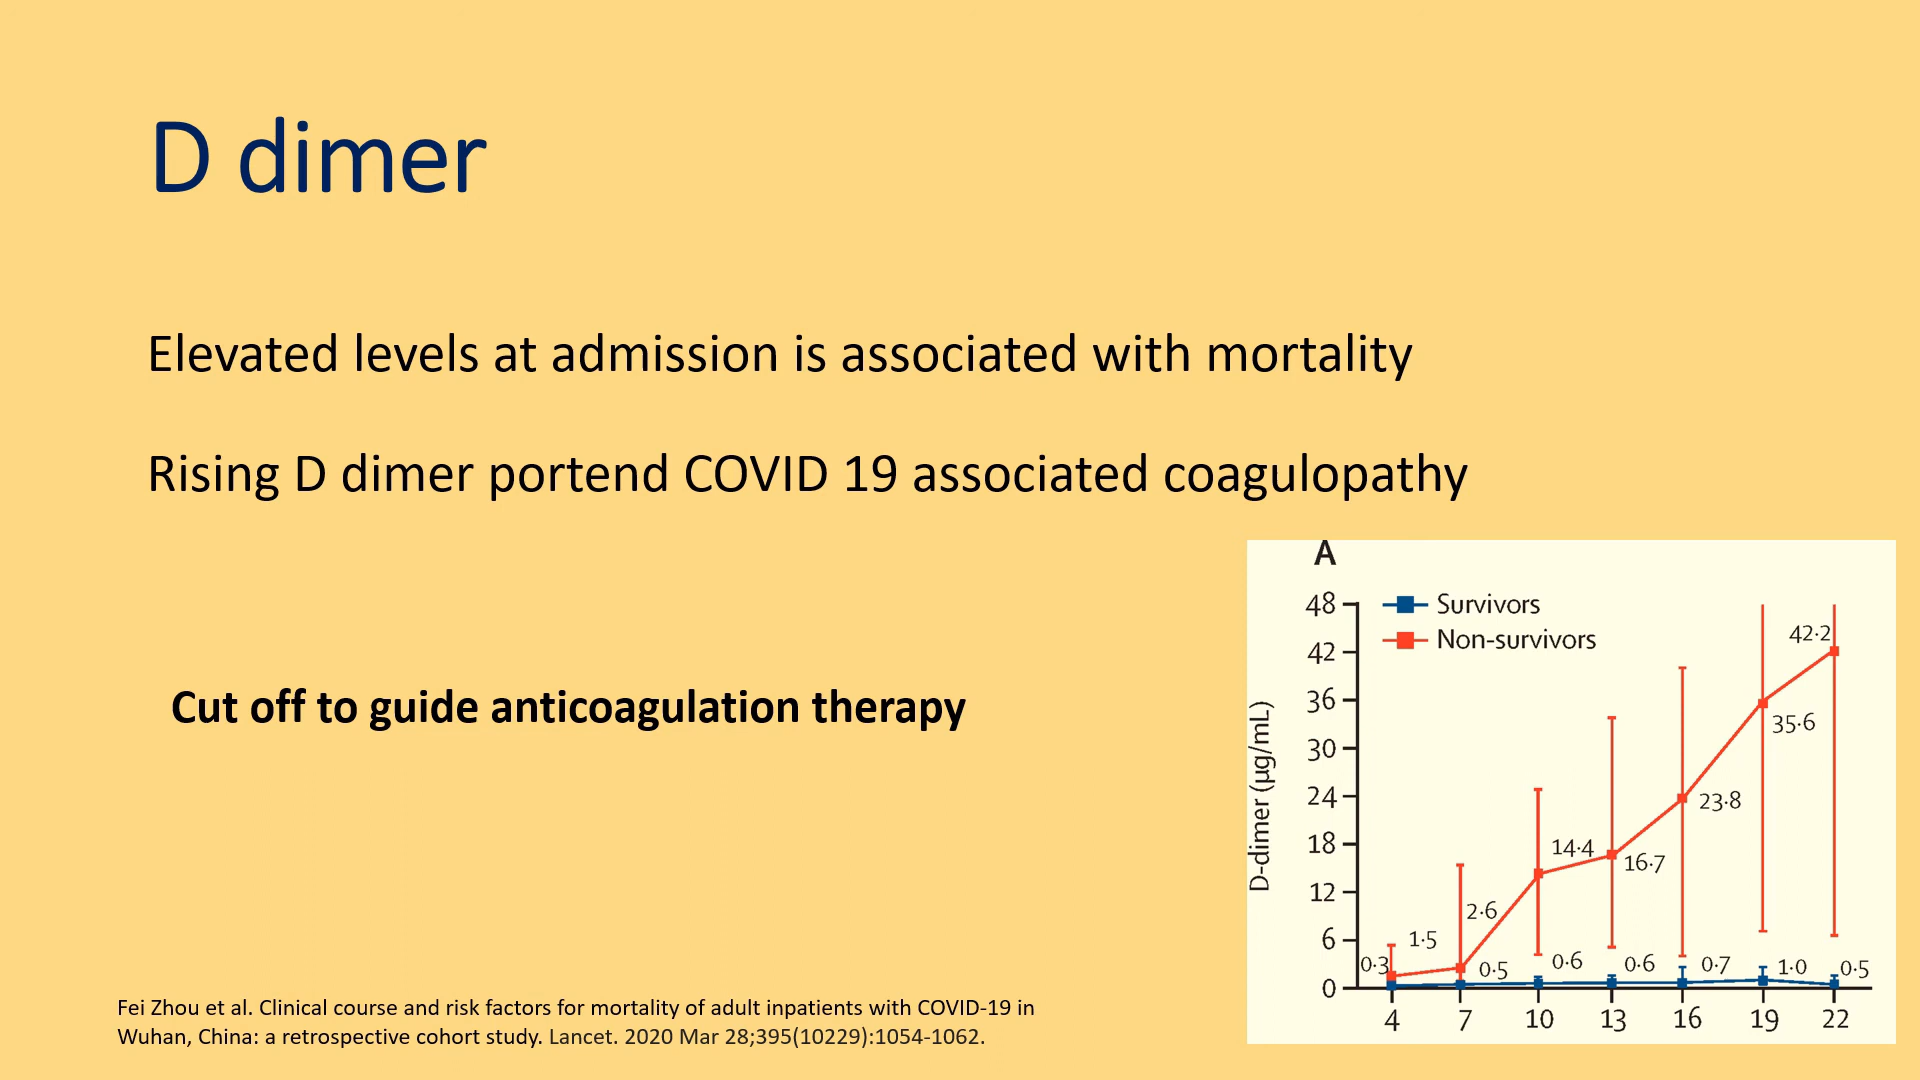 D dimer
Elevated levels at admission is associated with mortality
Rising D dimer portend COVID 19 associated coagulopathy
Cut off to guide anticoagulation therapy
Fei Zhou et al. Clinical course and risk factors for mortality of adult inpatients with COVID-19 in
Wuhan, China: a retrospective cohort study. Lancet. 2020 Mar 28;395(10229):1054-1062.
A
Survivors
Non-survivors
D-dimer (µg/mL)
48
42
36
30
24
18
12
6
0
0·3
1·5
2·6
0·5
14·4
0·6
16·7
0·6
23·8
0·7
35·6
1·0
42·2
0·5
4 7 10 13 16 19 22